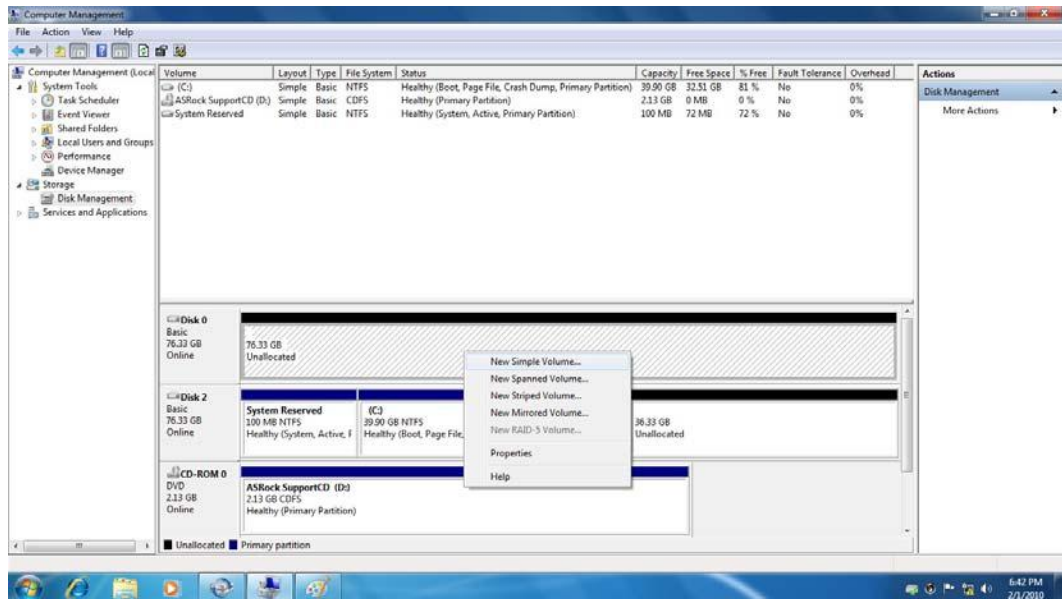 Computer Management
File Action View Help
Computer Management (Local
System Tools
Task Scheduler
Event Viewer
Shared Folders
Local Users and Groups
Performance
Device Manager
Storage
Disk Management
Services and Applications
Volume Layout Type File System Status Capacity Free Space % Free Fault Tolerance Overhead
(C:) Simple Basic NTFS Healthy (Boot, Page File, Crash Dump, Primary Partition) 39.90 GB 32.51 GB 81 % No 0%
ASRock SupportCD (D:) Simple Basic CDFS Healthy (Primary Partition) 2.13 GB 0 MB 0 % No 0%
System Reserved Simple Basic NTFS Healthy (System, Active, Primary Partition) 100 MB 72 MB 72 % No 0%
Actions
Disk Management
More Actions
Disk 0
Basic
76.33 GB
Online
76.33 GB
Unallocated
New Simple Volume...
New Spanned Volume...
New Striped Volume...
New Mirrored Volume...
New RAID-5 Volume...
Properties
Help
Disk 2
Basic
76.33 GB
Online
System Reserved
100 MB NTFS
Healthy (System, Active, F
(C:)
39.90 GB NTFS
Healthy (Boot, Page File,
36.33 GB
Unallocated
CD-ROM 0
DVD
2.13 GB
Online
ASRock SupportCD (D:)
2.13 GB CDFS
Healthy (Primary Partition)
Unallocated Primary partition
6:42 PM
2/1/2010